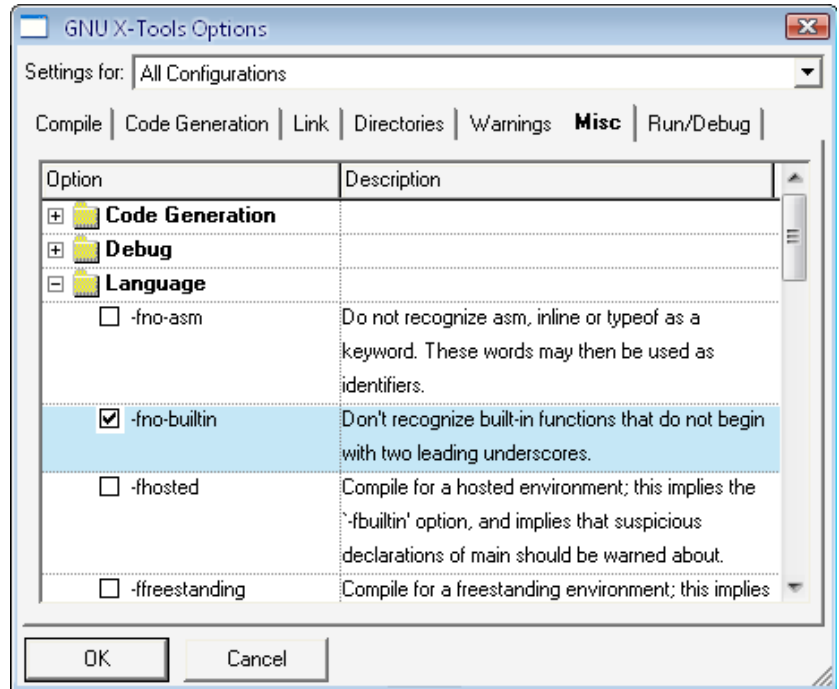 GNU X-Tools Options
Settings for: All Configurations
Compile Code Generation Link Directories Warnings Misc Run/Debug
Option Description
Code Generation
Debug
Language
-fno-asm Do not recognize asm, inline or typeof as a
keyword. These words may then be used as
identifiers.
-fno-builtin Don't recognize built-in functions that do not begin
with two leading underscores.
-fhosted Compile for a hosted environment; this implies the
`-fbuiltin' option, and implies that suspicious
declarations of main should be warned about.
-ffreestanding Compile for a freestanding environment; this implies
OK Cancel